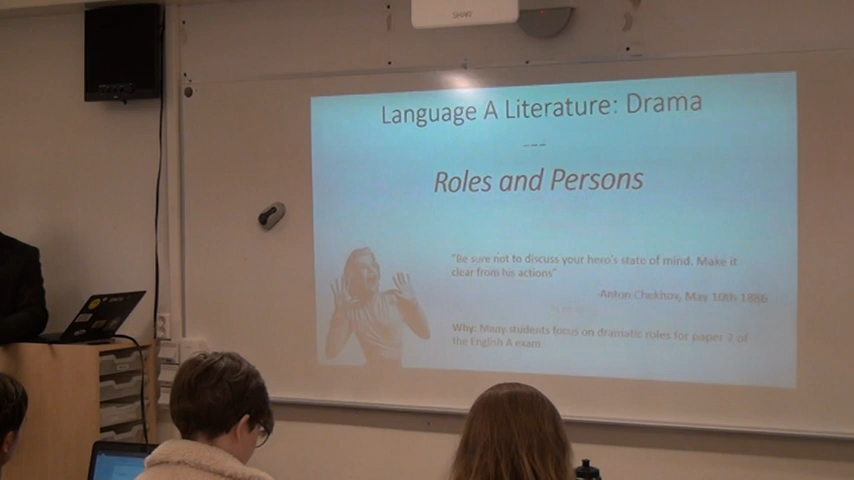 SMART
Language A Literature: Drama
---
Roles and Persons
"Be sure not to discuss your hero's state of mind. Make it
clear from his actions"
-Anton Chekhov, May 10th 1886
Why: Many students focus on dramatic roles for paper 2 of
the English A exam